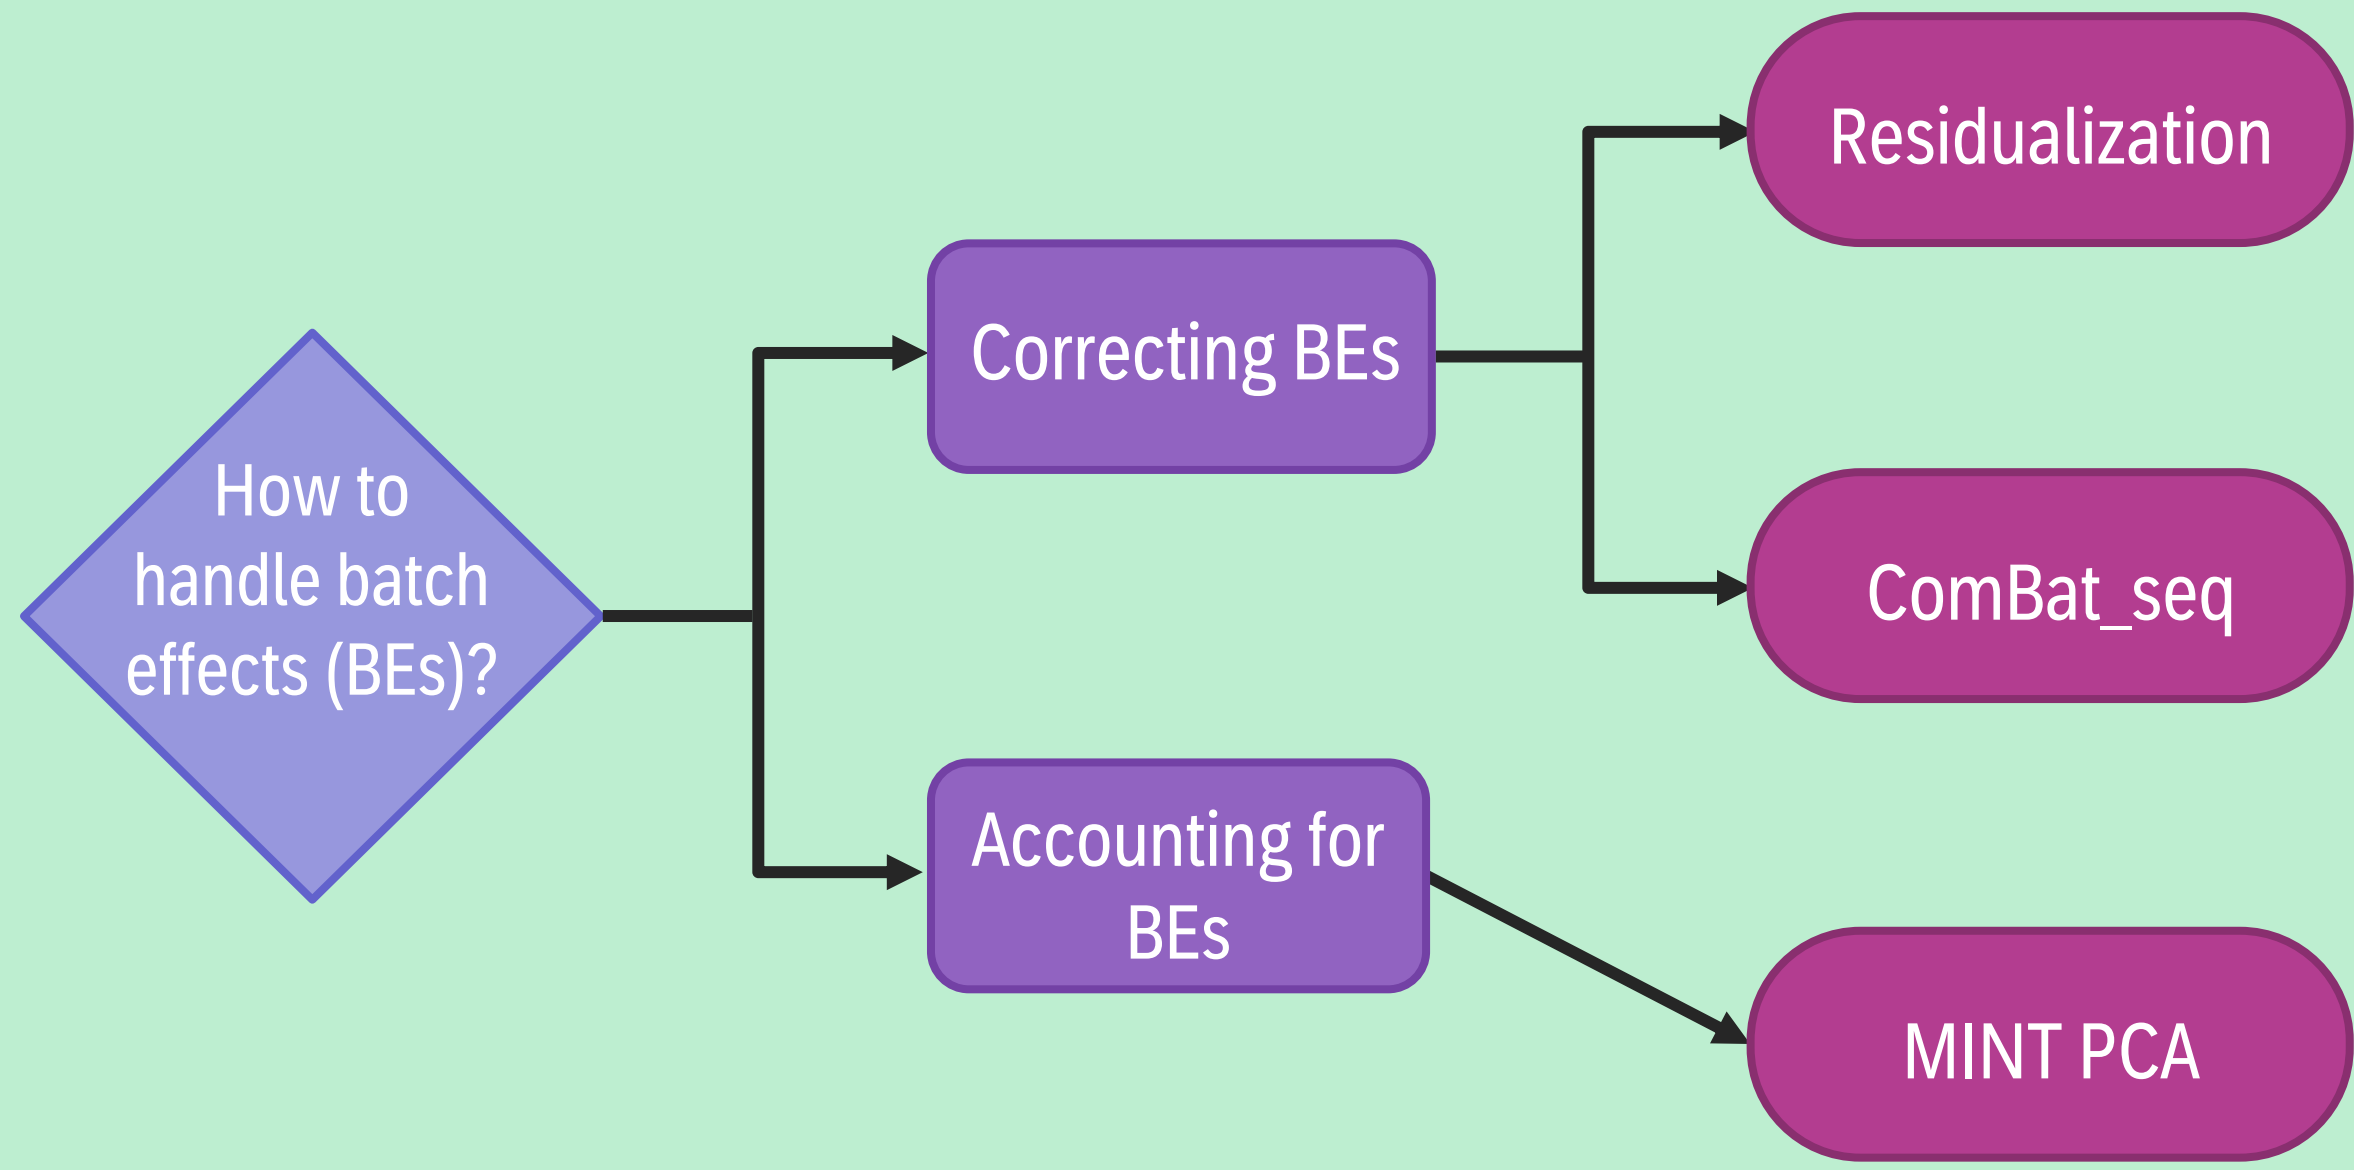 How to
handle batch
effects (BEs)?
Correcting BEs
Accounting for
BEs
Residualization
ComBat_seq
MINT PCA